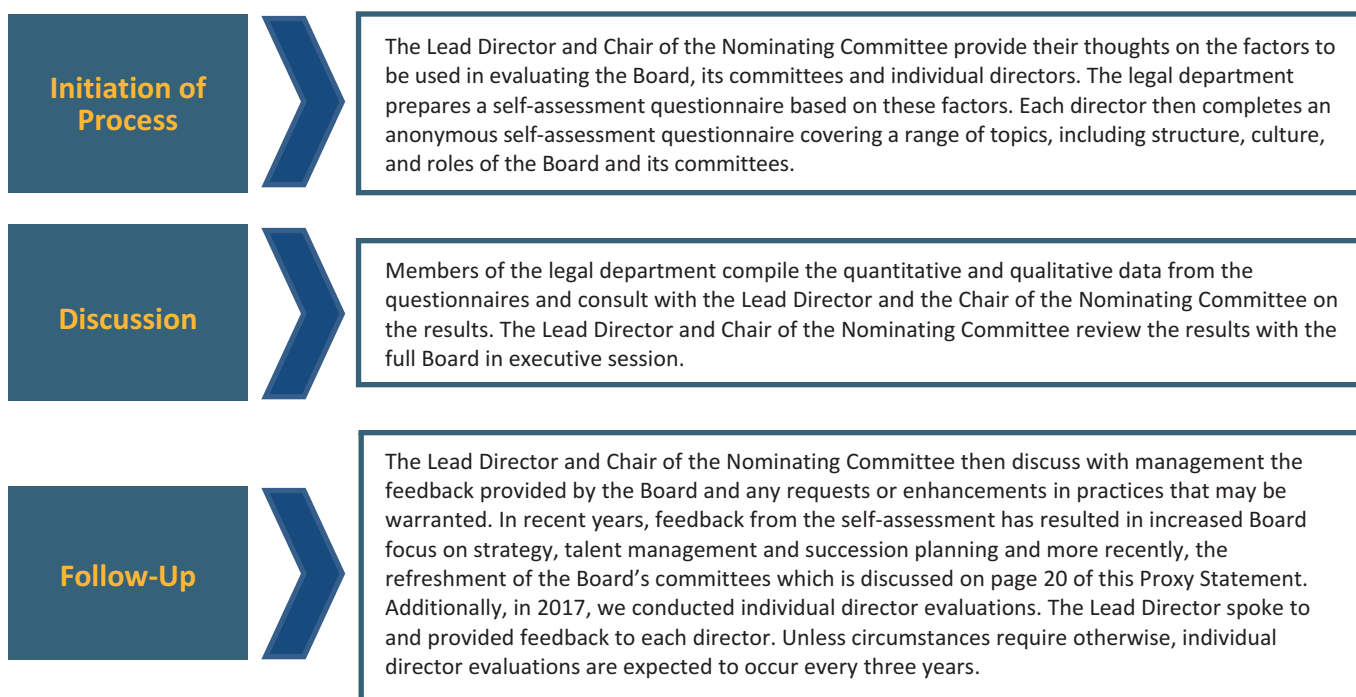 Initiation of
Process
The Lead Director and Chair of the Nominating Committee provide their thoughts on the factors to
be used in evaluating the Board, its committees and individual directors. The legal department
prepares a self-assessment questionnaire based on these factors. Each director then completes an
anonymous self-assessment questionnaire covering a range of topics, including structure, culture,
and roles of the Board and its committees.
Discussion
Members of the legal department compile the quantitative and qualitative data from the
questionnaires and consult with the Lead Director and the Chair of the Nominating Committee on
the results. The Lead Director and Chair of the Nominating Committee review the results with the
full Board in executive session.
Follow-Up
The Lead Director and Chair of the Nominating Committee then discuss with management the
feedback provided by the Board and any requests or enhancements in practices that may be
warranted. In recent years, feedback from the self-assessment has resulted in increased Board
focus on strategy, talent management and succession planning and more recently, the
refreshment of the Board’s committees which is discussed on page 20 of this Proxy Statement.
Additionally, in 2017, we conducted individual director evaluations. The Lead Director spoke to
and provided feedback to each director. Unless circumstances require otherwise, individual
director evaluations are expected to occur every three years.